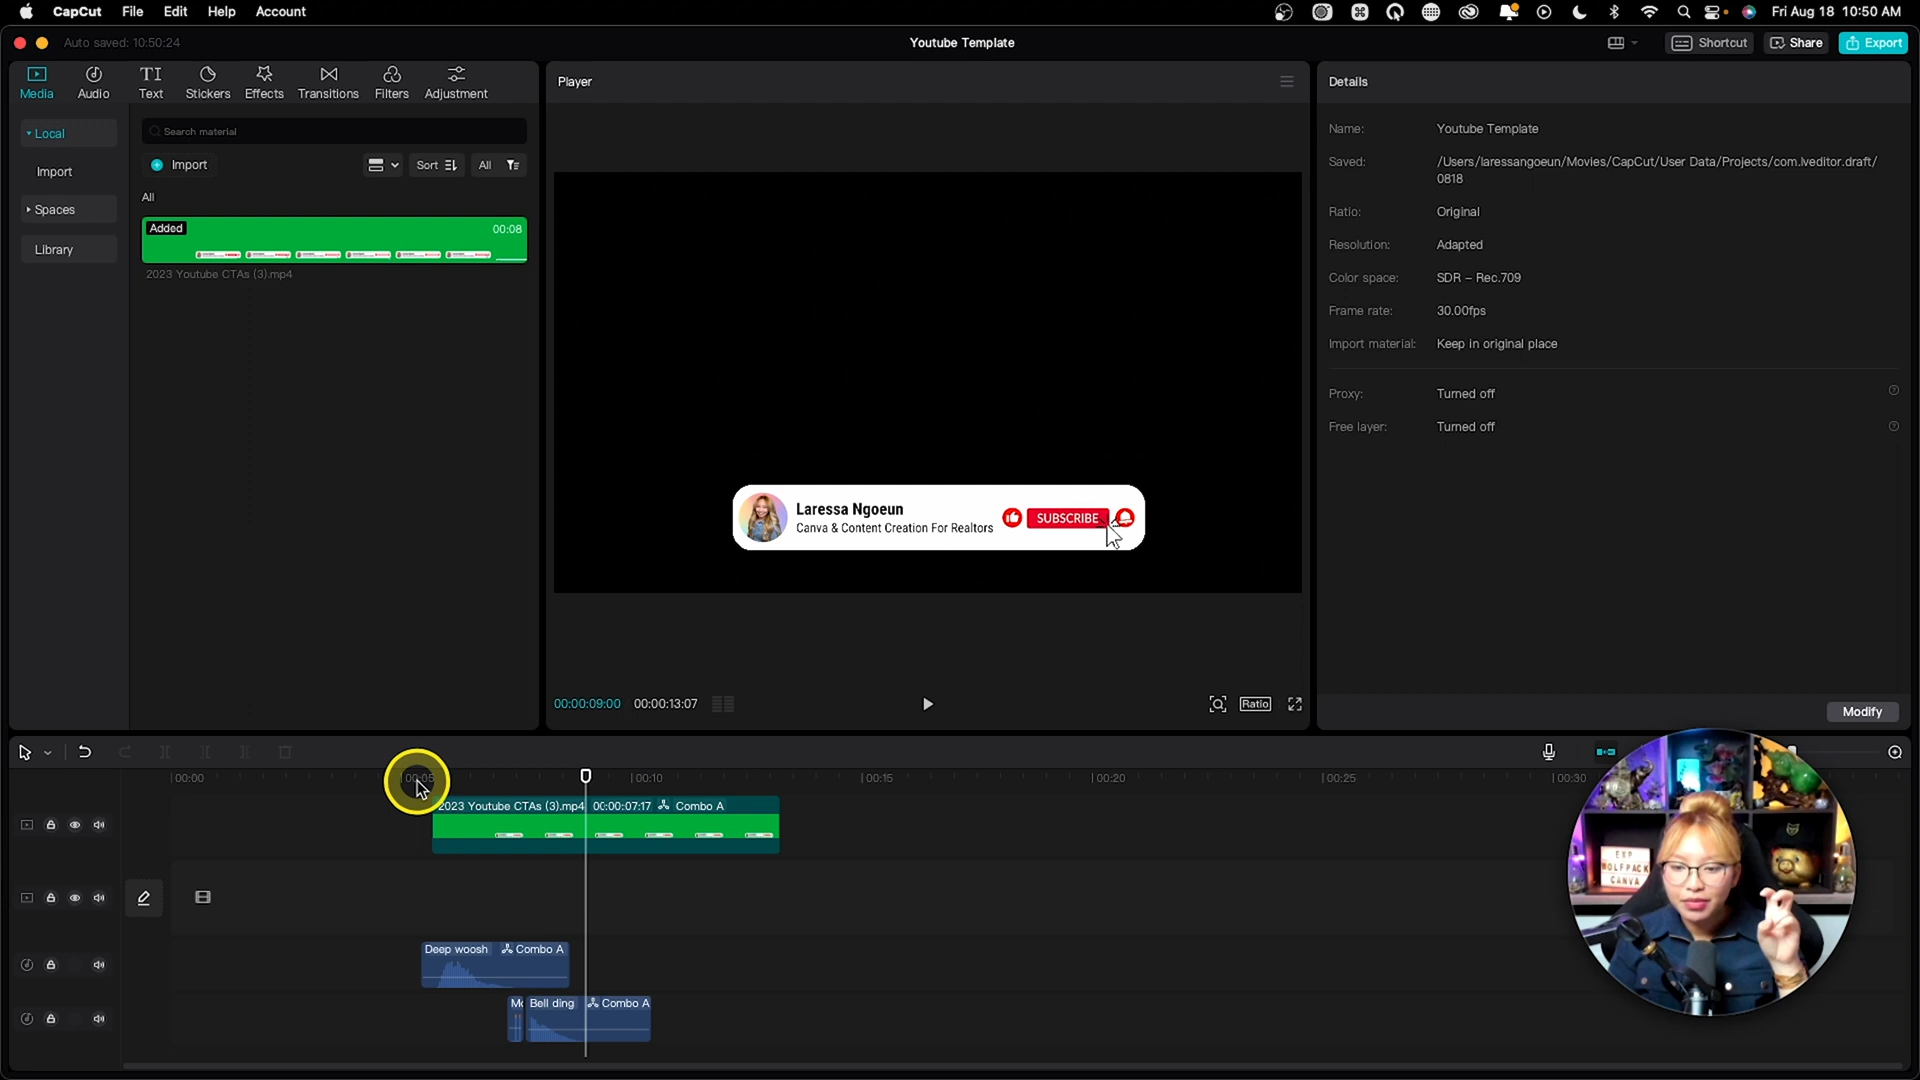 CapCut File Edit Help Account Fri Aug 18 10:50 AM
Auto saved: 10:50:24 Youtube Template Shortcut Share Export
Media Audio Text Stickers Effects Transitions Filters Adjustment
Player
Details
Local
Import
Spaces
Library
Search material
Import Sort All
All
Added 00:08
2023 Youtube CTAs (3).mp4
Laressa Ngoeun
Canva & Content Creation For Realtors
SUBSCRIBE
00:00:09:00 00:00:13:07 Ratio
Name: Youtube Template
Saved: /Users/laressangoeun/Movies/CapCut/User Data/Projects/com.lveditor.draft/
0818
Ratio: Original
Resolution: Adapted
Color space: SDR – Rec.709
Frame rate: 30.00fps
Import material: Keep in original place
Proxy: Turned off
Free layer: Turned off
Modify
00:00 00:05 00:10 00:15 00:20 00:25 00:30
2023 Youtube CTAs (3).mp4 00:00:07:17 Combo A
Deep woosh Combo A
Bell ding Combo A
EXP
WOLFPACK
CANVA